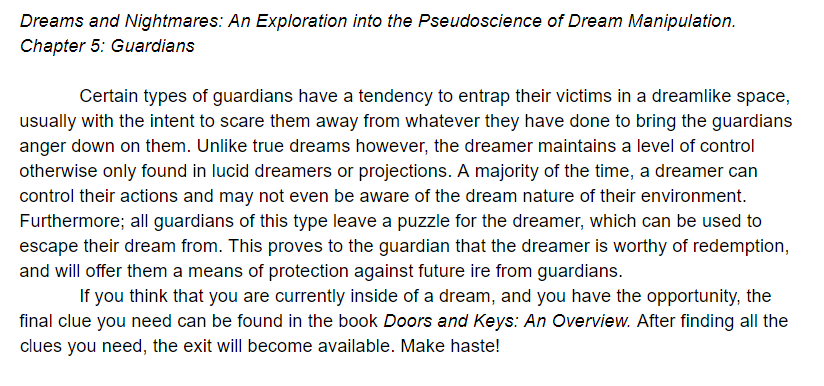 Dreams and Nightmares: An Exploration into the Pseudoscience of Dream Manipulation.
Chapter 5: Guardians
Certain types of guardians have a tendency to entrap their victims in a dreamlike space,
usually with the intent to scare them away from whatever they have done to bring the guardians
anger down on them. Unlike true dreams however, the dreamer maintains a level of control
otherwise only found in lucid dreamers or projections. A majority of the time, a dreamer can
control their actions and may not even be aware of the dream nature of their environment.
Furthermore; all guardians of this type leave a puzzle for the dreamer, which can be used to
escape their dream from. This proves to the guardian that the dreamer is worthy of redemption,
and will offer them a means of protection against future ire from guardians.
If you think that you are currently inside of a dream, and you have the opportunity, the
final clue you need can be found in the book Doors and Keys: An Overview. After finding all the
clues you need, the exit will become available. Make haste!